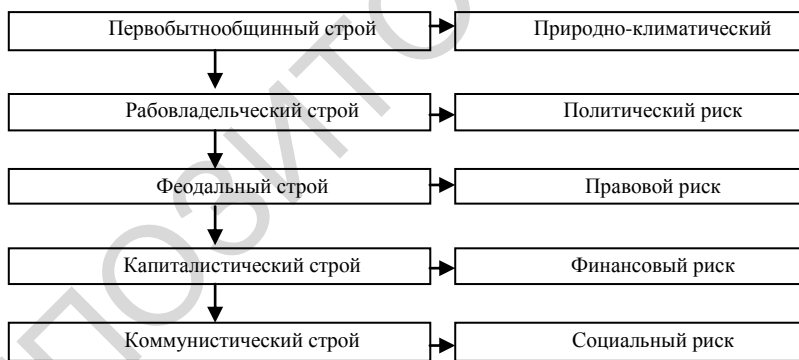 Первобытнообщинный строй
Природно-климатический
Рабовладельческий строй
Политический риск
Феодальный строй
Правовой риск
Капиталистический строй
Финансовый риск
Коммунистический строй
Социальный риск